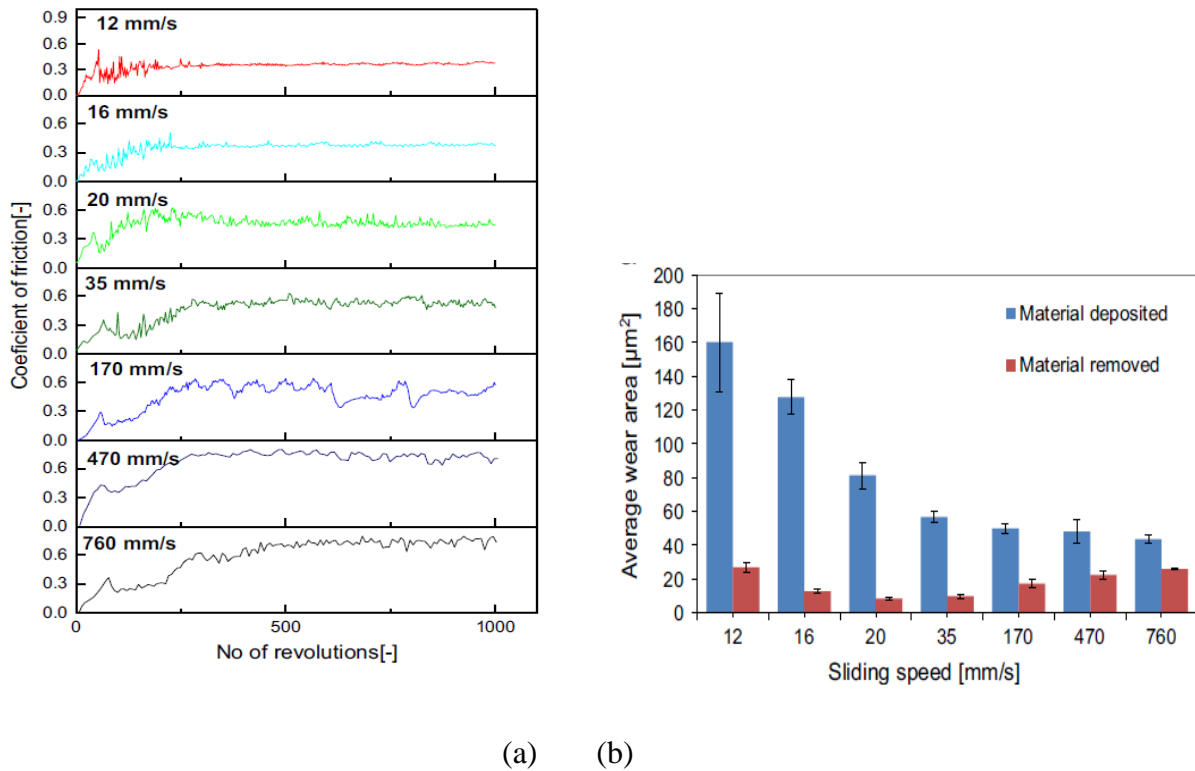 0.9
12 mm/s
0.6
0.3
0.0
16 mm/s
0.6
0.3
0.0
20 mm/s
0.6
0.3
0.0
35 mm/s
0.6
0.3
0.0
170 mm/s
0.6
0.3
0.0
470 mm/s
0.6
0.3
0.0
760 mm/s
0.6
0.3
0.0
0 500 1000
No of revolutions[-]
Coeficient of friction[-]
200
180
160
140
120
100
80
60
40
20
0
Material deposited
Material removed
12 16 20 35 170 470 760
Sliding speed [mm/s]
Average wear area [µm²]
(a) (b)